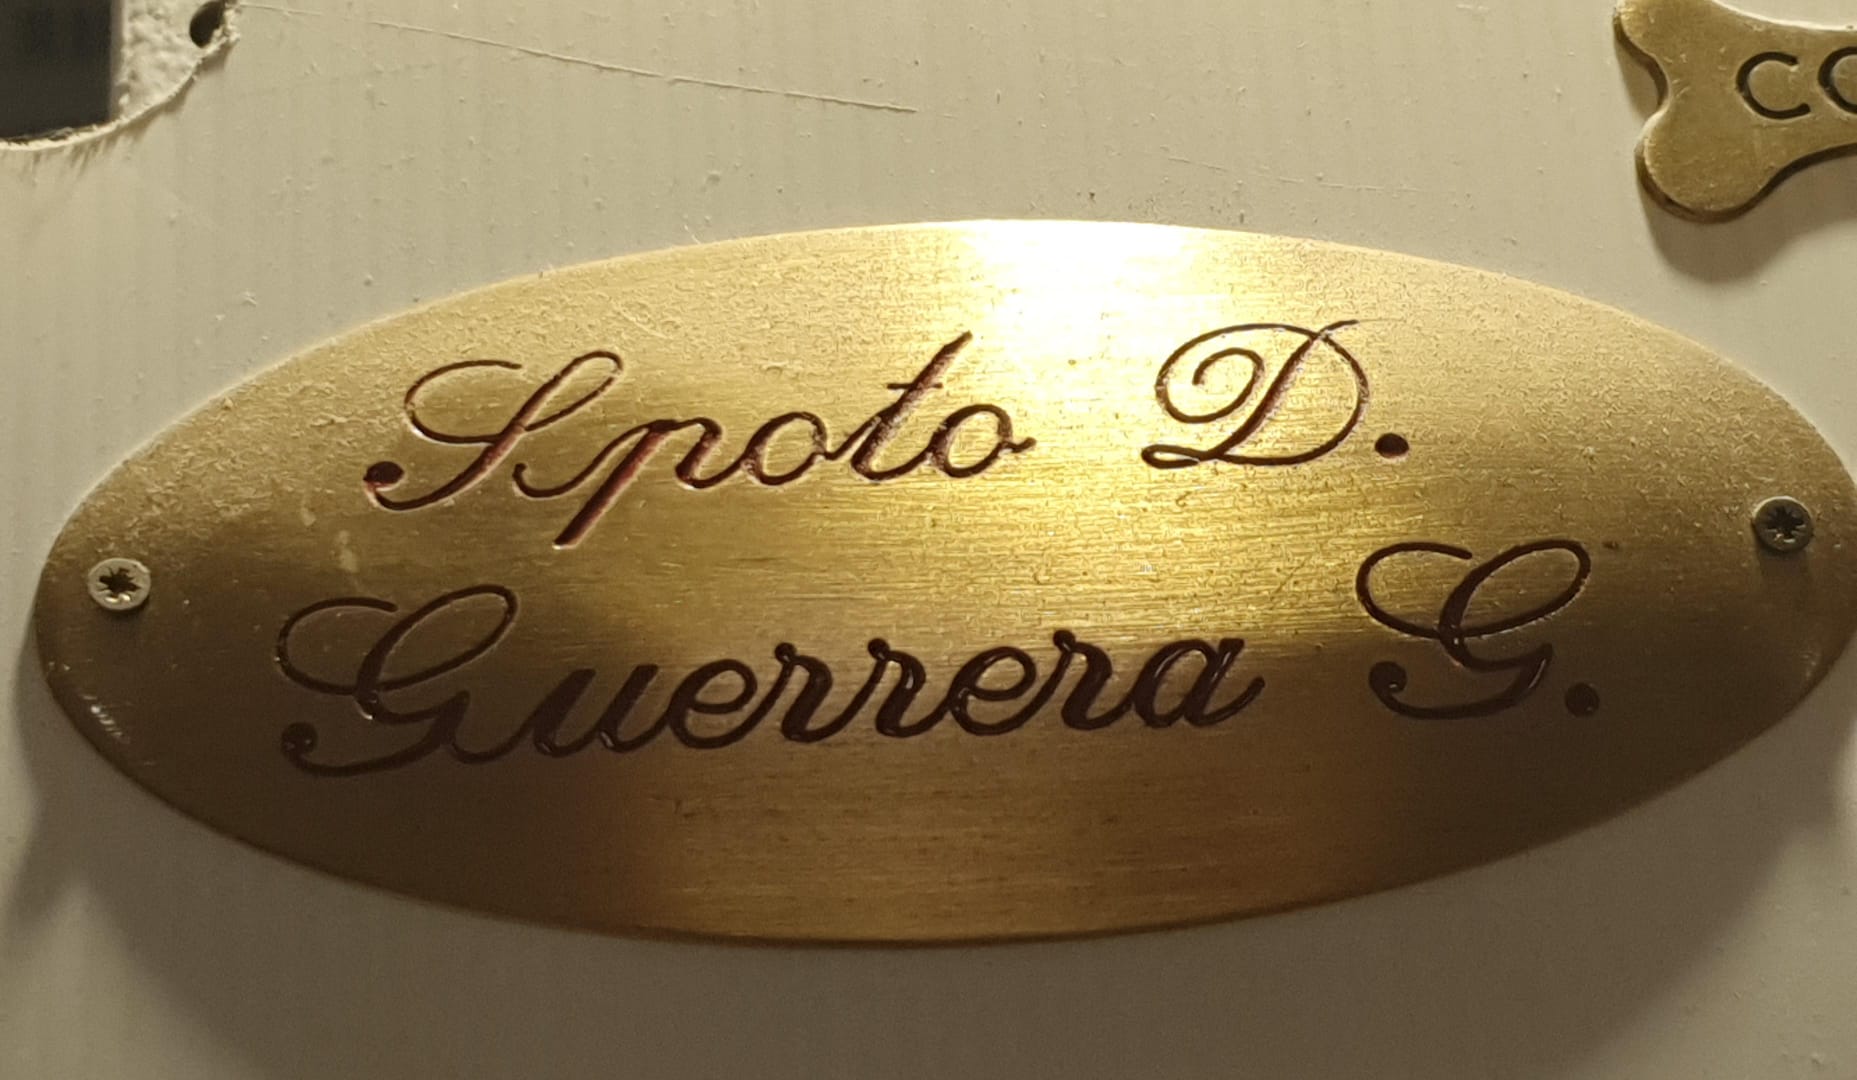 Spoto D.
Guerrera G.